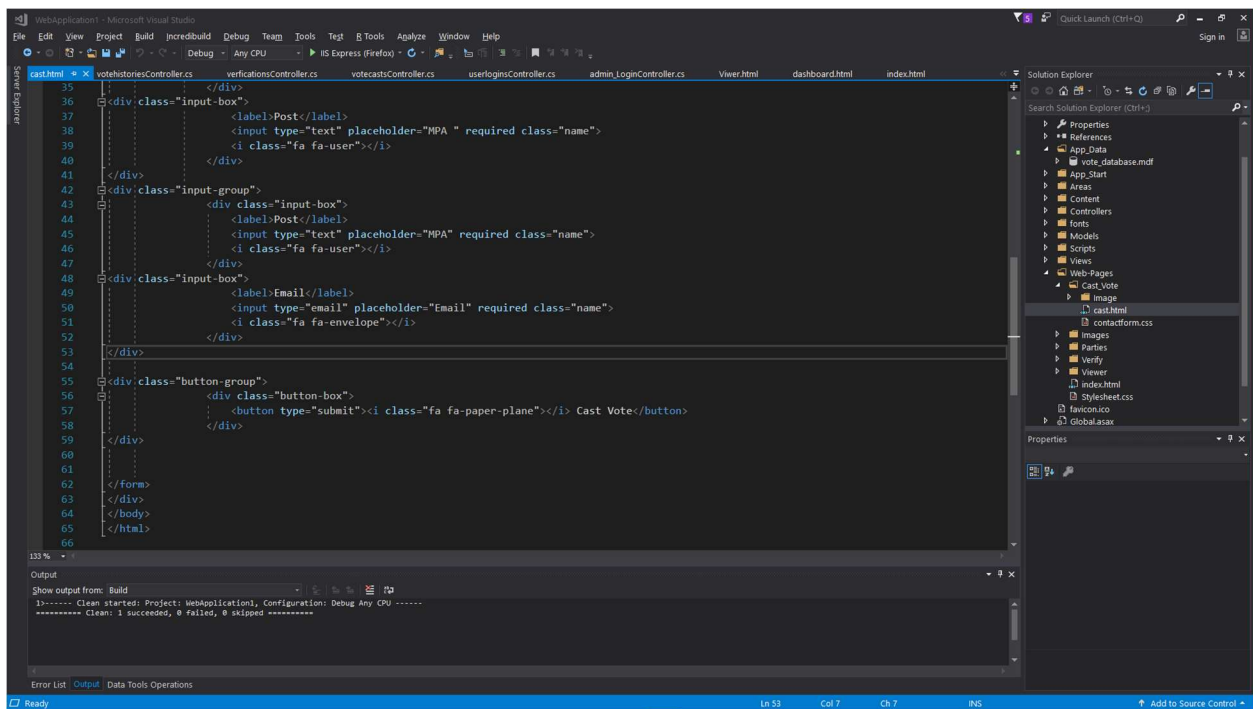 WebApplication1 - Microsoft Visual Studio
5
Quick Launch (Ctrl+Q)
File Edit View Project Build Incredibuild Debug Team Tools Test R Tools Analyze Window Help
Sign in
Debug Any CPU IIS Express (Firefox)
Server Explorer
cast.html votehistoriesController.cs verficationsController.cs votecastsController.cs userloginsController.cs admin_LoginController.cs Viwer.html dashboard.html index.html
35 </div>
36 <div class="input-box">
37 <label>Post</label>
38 <input type="text" placeholder="MPA " required class="name">
39 <i class="fa fa-user"></i>
40 </div>
41 </div>
42 <div class="input-group">
43 <div class="input-box">
44 <label>Post</label>
45 <input type="text" placeholder="MPA" required class="name">
46 <i class="fa fa-user"></i>
47 </div>
48 <div class="input-box">
49 <label>Email</label>
50 <input type="email" placeholder="Email" required class="name">
51 <i class="fa fa-envelope"></i>
52 </div>
53 </div>
54
55 <div class="button-group">
56 <div class="button-box">
57 <button type="submit"><i class="fa fa-paper-plane"></i> Cast Vote</button>
58 </div>
59 </div>
60
61
62 </form>
63 </div>
64 </body>
65 </html>
66
133 %
Output
Show output from: Build
1>------ Clean started: Project: WebApplication1, Configuration: Debug Any CPU ------
========== Clean: 1 succeeded, 0 failed, 0 skipped ==========
Error List Output Data Tools Operations
Solution Explorer
Search Solution Explorer (Ctrl+;)
Properties
References
App_Data
vote_database.mdf
App_Start
Areas
Content
Controllers
fonts
Models
Scripts
Views
Web-Pages
Cast_Vote
Image
cast.html
contactform.css
Images
Parties
Verify
Viewer
index.html
Stylesheet.css
favicon.ico
Global.asax
Properties
Ready Ln 53 Col 7 Ch 7 INS Add to Source Control